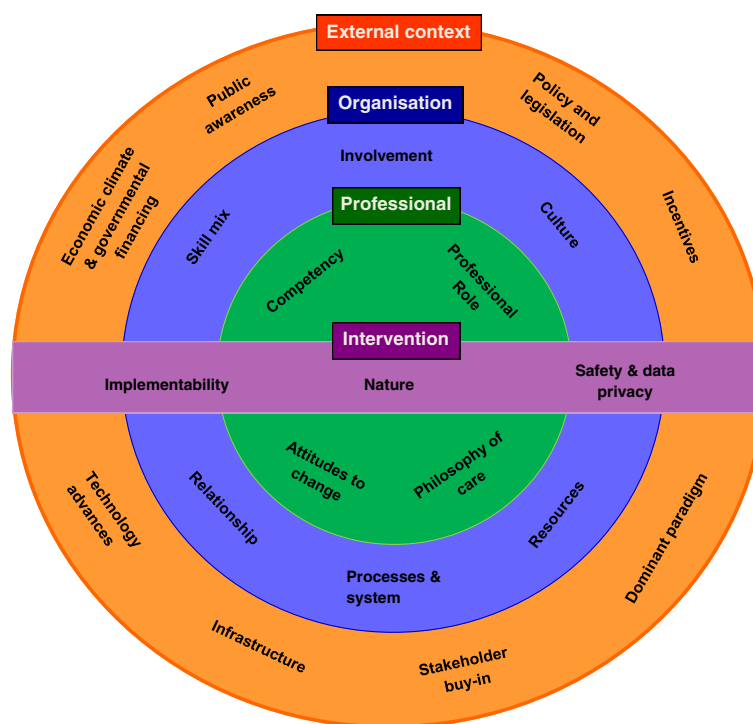 External context
Public
awareness
Policy and
legislation
Organisation
Involvement
Economic climate
& governmental
financing
Skill mix
Professional
Culture
Incentives
Competency
Professional
Role
Intervention
Implementability
Nature
Safety & data
privacy
Attitudes to
change
Philosophy of
care
Technology
advances
Relationship
Resources
Dominant paradigm
Processes &
system
Infrastructure
Stakeholder
buy-in